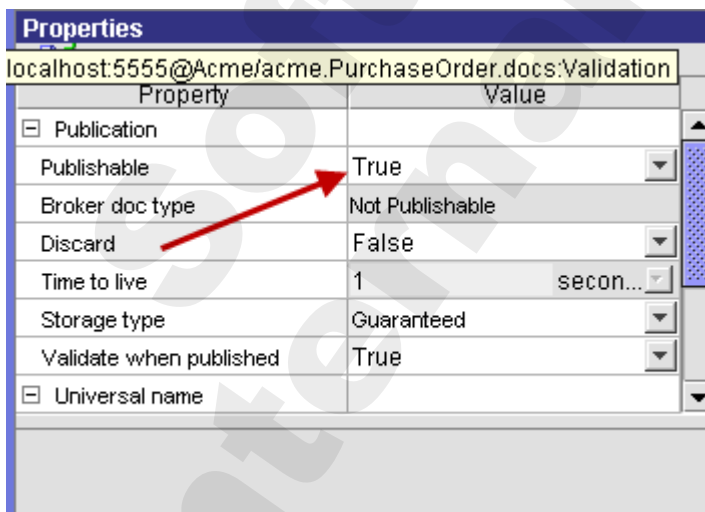 Properties
localhost:5555@Acme/acme.PurchaseOrder.docs:Validation
Property Value
Publication
Publishable True
Broker doc type Not Publishable
Discard False
Time to live 1 secon...
Storage type Guaranteed
Validate when published True
Universal name